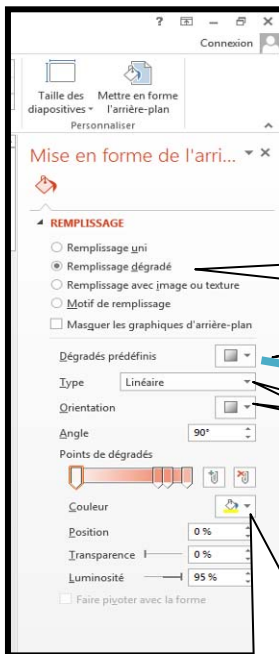 ?
Connexion
Taille des diapositives
Mettre en forme l'arrière-plan
Personnaliser
Mise en forme de l'arri...
REMPLISSAGE
Remplissage uni
Remplissage dégradé
Remplissage avec image ou texture
Motif de remplissage
Masquer les graphiques d'arrière-plan
Dégradés prédéfinis
Type Linéaire
Orientation
Angle 90°
Points de dégradés
Couleur
Position 0 %
Transparence 0 %
Luminosité 95 %
Faire pivoter avec la forme